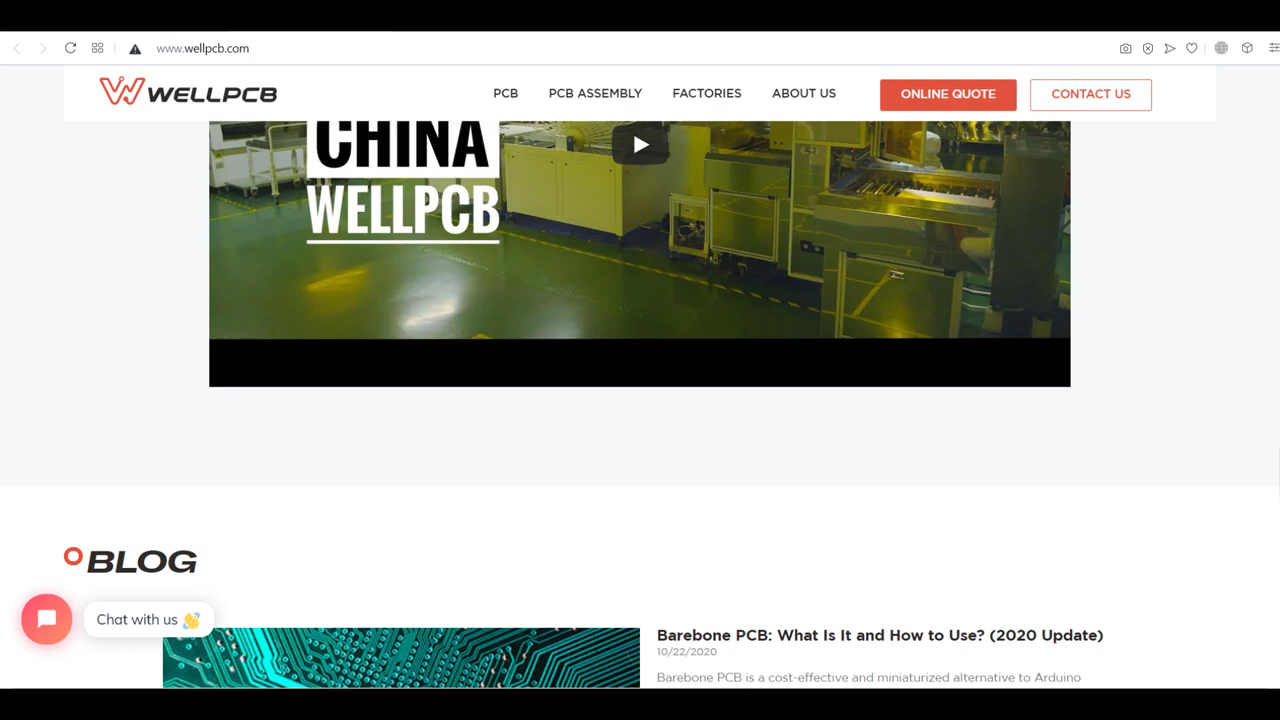 www.wellpcb.com
WELLPCB
PCB
PCB ASSEMBLY
FACTORIES
ABOUT US
ONLINE QUOTE
CONTACT US
CHINA
WELLPCB
BLOG
Chat with us 👋
Barebone PCB: What Is It and How to Use? (2020 Update)
10/22/2020
Barebone PCB is a cost-effective and miniaturized alternative to Arduino